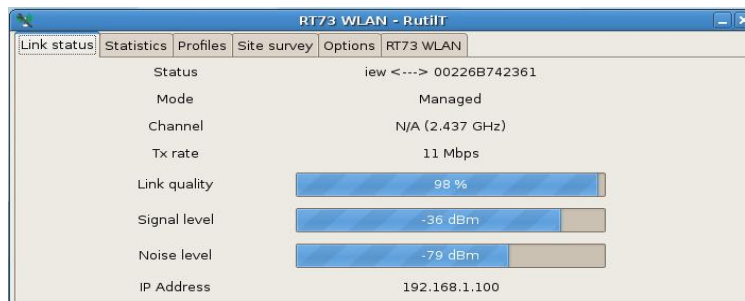 RT73 WLAN - RutilT
Link status Statistics Profiles Site survey Options RT73 WLAN
Status iew <---> 00226B742361
Mode Managed
Channel N/A (2.437 GHz)
Tx rate 11 Mbps
Link quality 98 %
Signal level -36 dBm
Noise level -79 dBm
IP Address 192.168.1.100